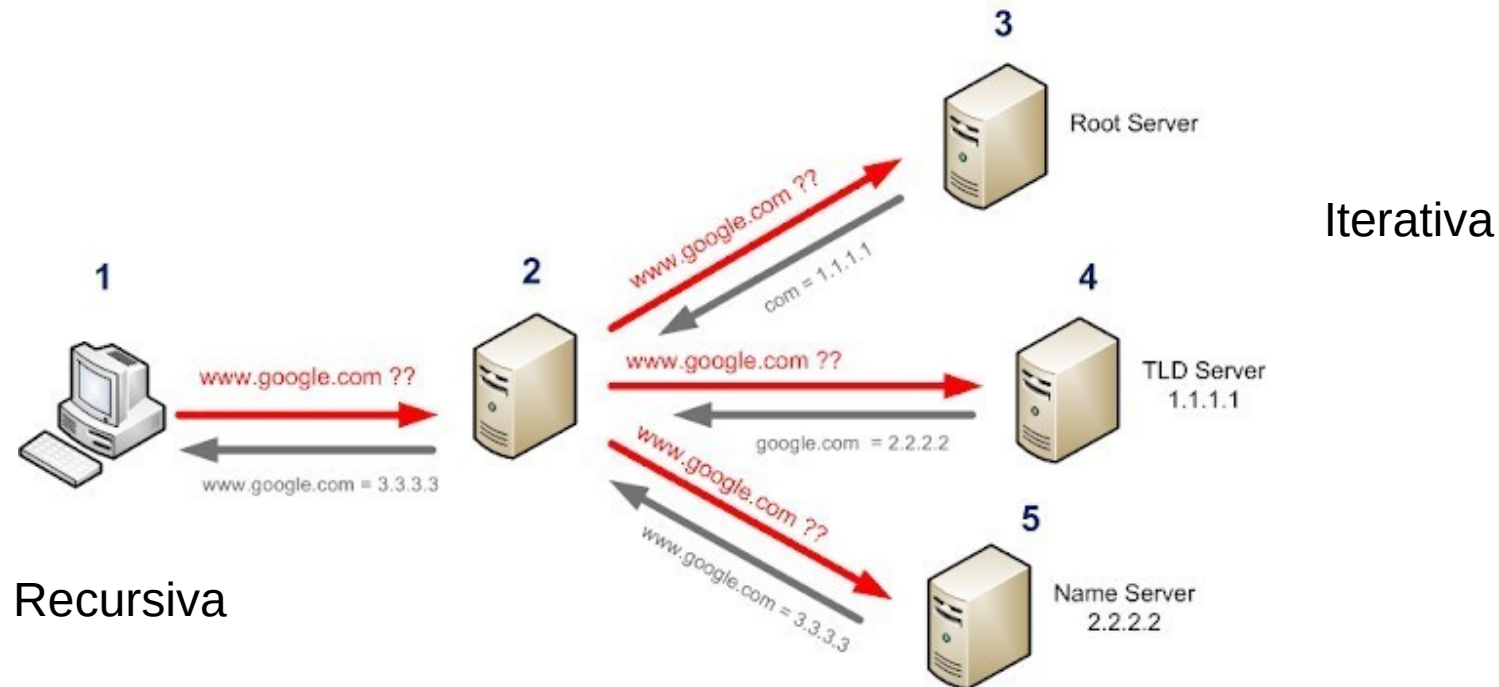 3
Root Server
www.google.com ??
com = 1.1.1.1
Iterativa
1
2
4
www.google.com ??
www.google.com = 3.3.3.3
www.google.com ??
google.com = 2.2.2.2
TLD Server
1.1.1.1
www.google.com ??
www.google.com = 3.3.3.3
5
Name Server
2.2.2.2
Recursiva